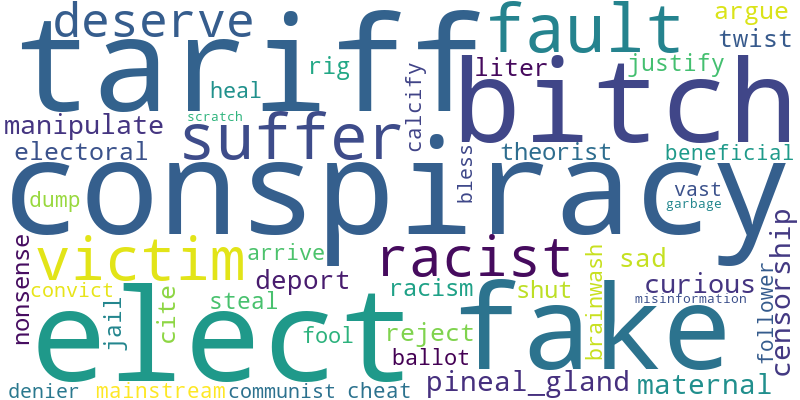 deserve
tariff
fault
argue
twist
rig
heal
liter
justify
scratch
calcify
bitch
manipulate
suffer
electoral
theorist
beneficial
bless
conspiracy
dump
vast
garbage
victim
racist
nonsense
arrive
deport
sad
curious
censorship
convict
racism
shut
brainwash
misinformation
follower
jail
cite
steal
elect
fake
fool
reject
ballot
denier
mainstream
communist
cheat
pineal_gland
maternal